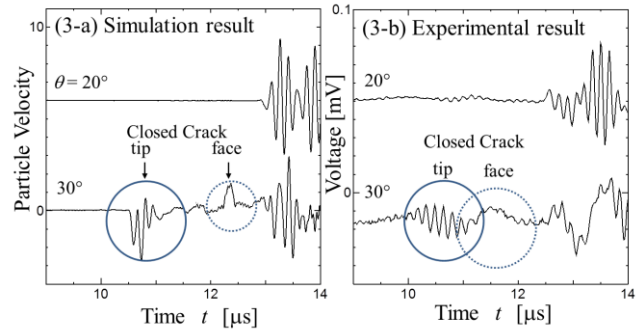 (3-a) Simulation result
10
θ = 20°
Closed Crack
tip
face
30°
0
Particle Velocity
10
12
14
Time t [μs]
(3-b) Experimental result
0.1
20°
Closed Crack
tip
face
0
30°
Voltage [mV]
10
12
14
Time t [μs]